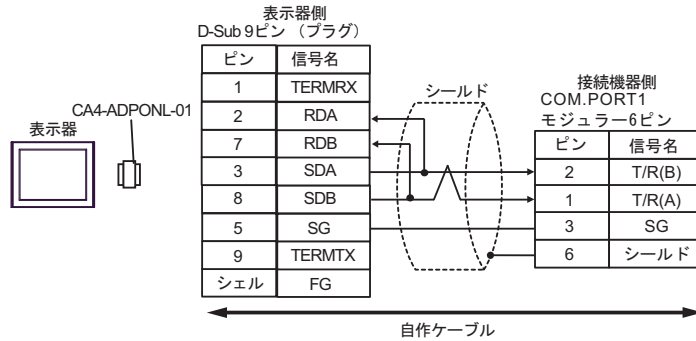 表示器側
D-Sub 9ピン （プラグ）
ピン 信号名
1 TERMRX
2 RDA
7 RDB
3 SDA
8 SDB
5 SG
9 TERMTX
シェル FG
シールド
接続機器側
COM.PORT1
モジュラー6ピン
ピン 信号名
2 T/R(B)
1 T/R(A)
3 SG
6 シールド
CA4-ADPONL-01
表示器
自作ケーブル